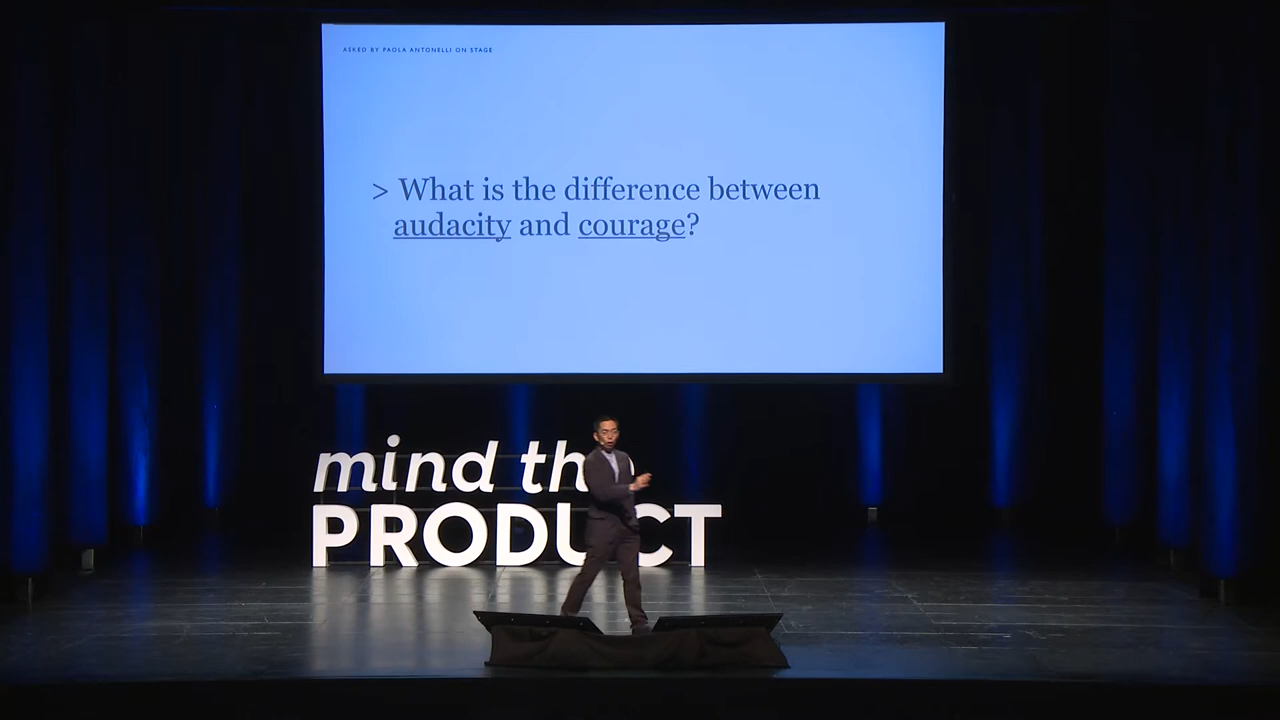 ASKED BY PAOLA ANTONELLI ON STAGE
> What is the difference between
audacity and courage?
mind th
PRODUCT